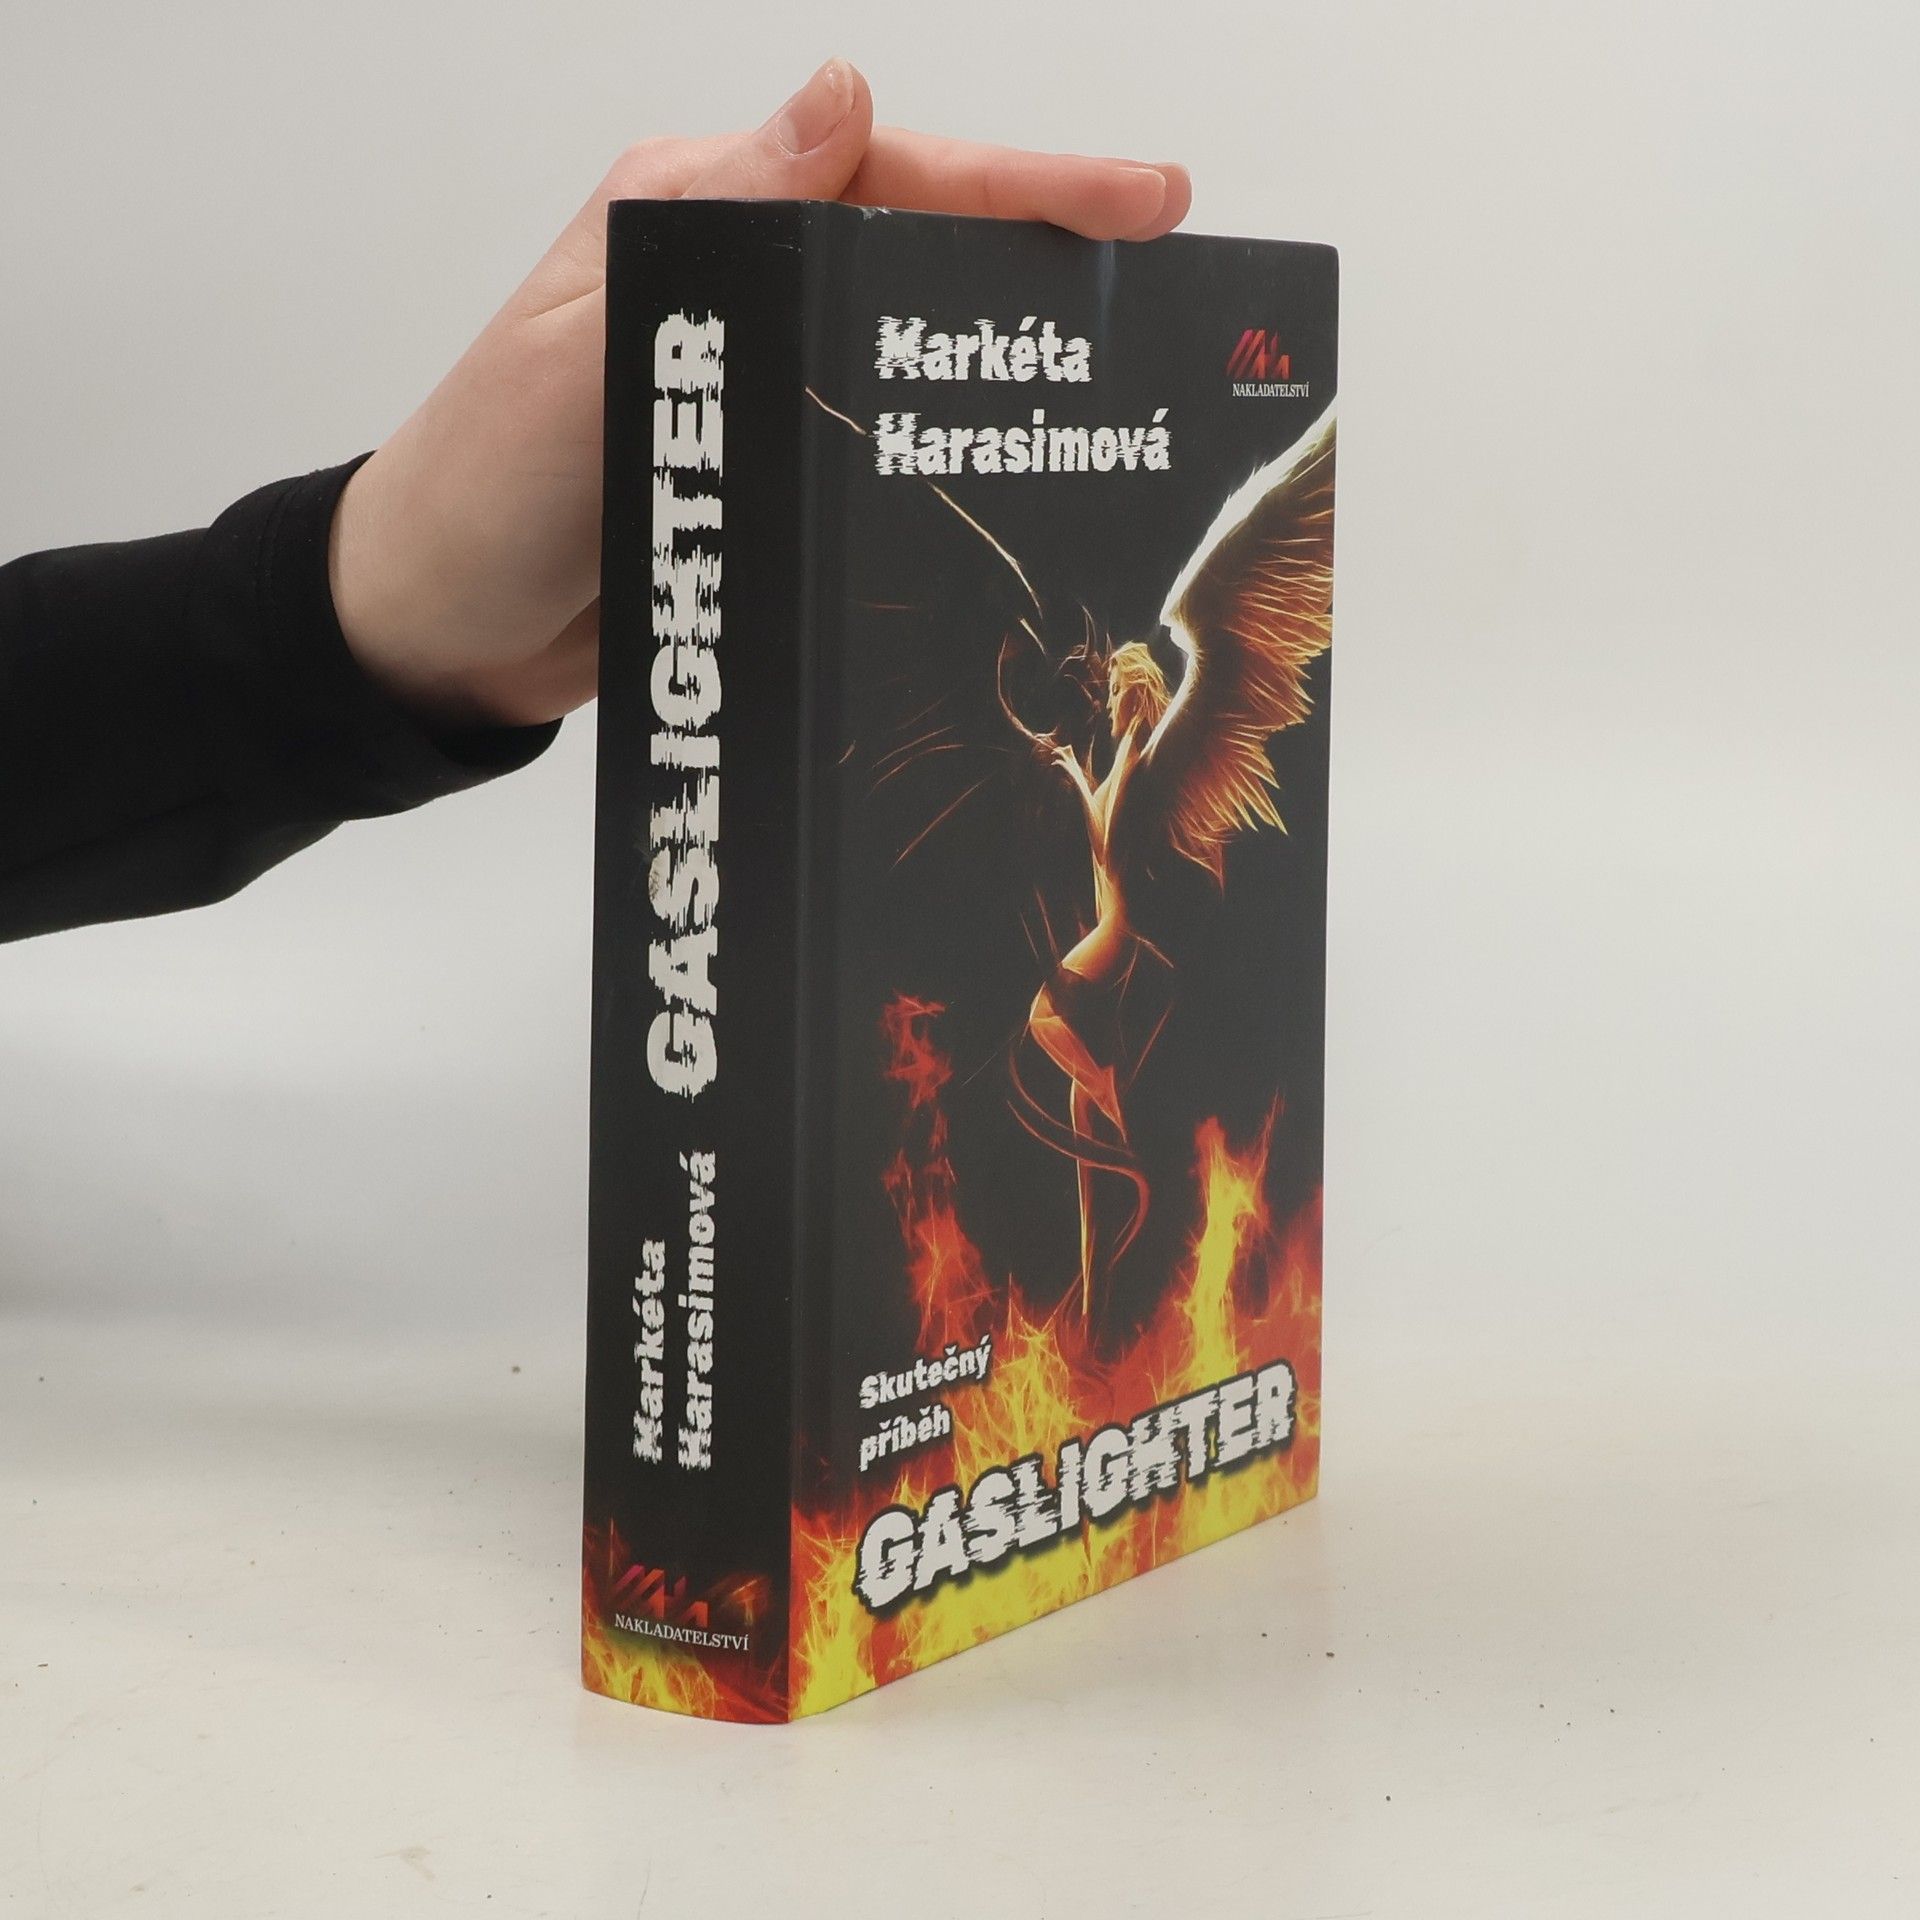 GASLIGHTER
Markéta
Harasimová
NAKLADATELSTVÍ
Markéta
Harasimová
NAKLADATELSTVÍ
Skutečný
příběh
GASLIGHTER